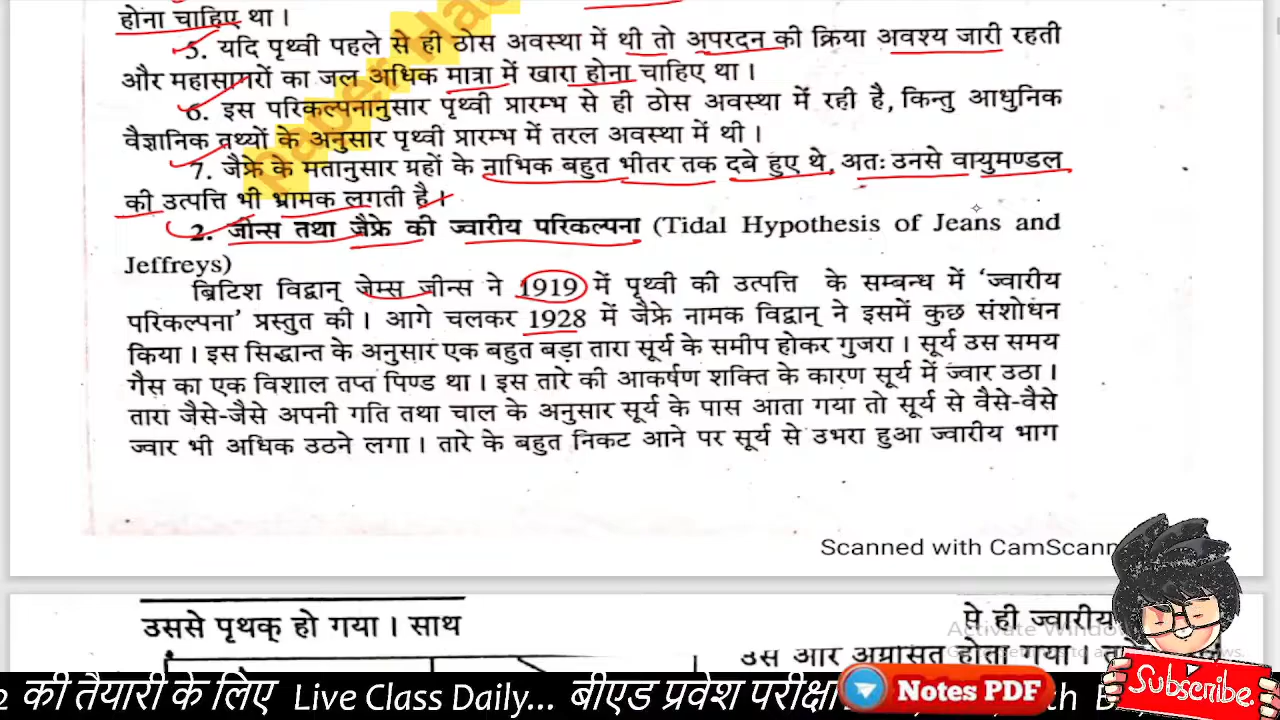 होना चाहिए था ।
5. यदि पृथ्वी पहले से ही ठोस अवस्था में थी तो अपरदन की क्रिया अवश्य जारी रहती
और महासागरों का जल अधिक मात्रा में खारा होना चाहिए था ।
6. इस परिकल्पनानुसार पृथ्वी प्रारम्भ से ही ठोस अवस्था में रही है, किन्तु आधुनिक
वैज्ञानिक तथ्यों के अनुसार पृथ्वी प्रारम्भ में तरल अवस्था में थी ।
7. जैफ्रे के मतानुसार ग्रहों के नाभिक बहुत भीतर तक दबे हुए थे, अतः उनसे वायुमण्डल
की उत्पत्ति भी भ्रामक लगती है ।
2. जीन्स तथा जैफ्रे की ज्वारीय परिकल्पना (Tidal Hypothesis of Jeans and
Jeffreys)
ब्रिटिश विद्वान् जेम्स जीन्स ने 1919 में पृथ्वी की उत्पत्ति के सम्बन्ध में ‘ज्वारीय
परिकल्पना’ प्रस्तुत की । आगे चलकर 1928 में जैफ्रे नामक विद्वान् ने इसमें कुछ संशोधन
किया । इस सिद्धान्त के अनुसार एक बहुत बड़ा तारा सूर्य के समीप होकर गुजरा । सूर्य उस समय
गैस का एक विशाल तप्त पिण्ड था । इस तारे की आकर्षण शक्ति के कारण सूर्य में ज्वार उठा ।
तारा जैसे-जैसे अपनी गति तथा चाल के अनुसार सूर्य के पास आता गया तो सूर्य से वैसे-वैसे
ज्वार भी अधिक उठने लगा । तारे के बहुत निकट आने पर सूर्य से उभरा हुआ ज्वारीय भाग
Scanned with CamScann
उससे पृथक् हो गया । साथ
से ही ज्वारीय
उस ओर अग्रसित होता गया ।
Activate Window
की तैयारी के लिए Live Class Daily... बीएड प्रवेश परीक्षा
Notes PDF
Subscribe